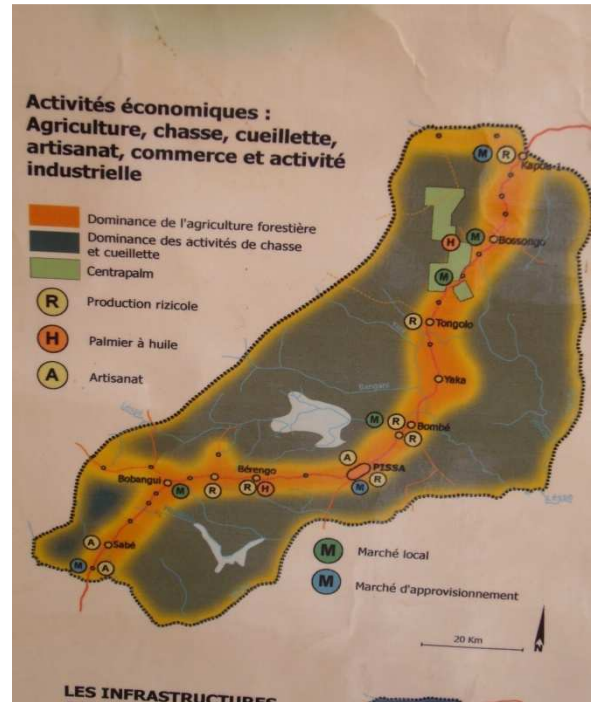 Activités économiques :
Agriculture, chasse, cueillette,
artisanat, commerce et activité
industrielle
Dominance de l'agriculture forestière
Dominance des activités de chasse
et cueillette
Centrapalm
R Production rizicole
H Palmier à huile
A Artisanat
M R
H M Bossongo
M
R Tongolo
Yaka
M R Bombé
R
A PISSA
R
M
Bérengo
Bobangui
M R R H
A Sabé
M A
M Marché local
M Marché d'approvisionnement
20 Km
N
LES INFRASTRUCTURES